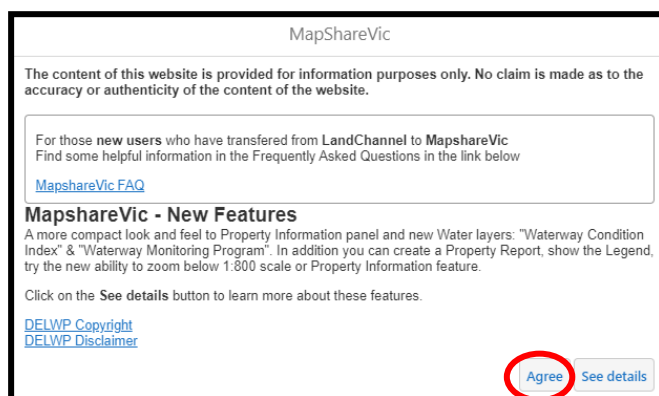 MapShareVic
The content of this website is provided for information purposes only. No claim is made as to the
accuracy or authenticity of the content of the website.
For those new users who have transfered from LandChannel to MapshareVic
Find some helpful information in the Frequently Asked Questions in the link below
MapshareVic FAQ
MapshareVic - New Features
A more compact look and feel to Property Information panel and new Water layers: "Waterway Condition
Index" & "Waterway Monitoring Program". In addition you can create a Property Report, show the Legend,
try the new ability to zoom below 1:800 scale or Property Information feature.
Click on the See details button to learn more about these features.
DELWP Copyright
DELWP Disclaimer
Agree See details